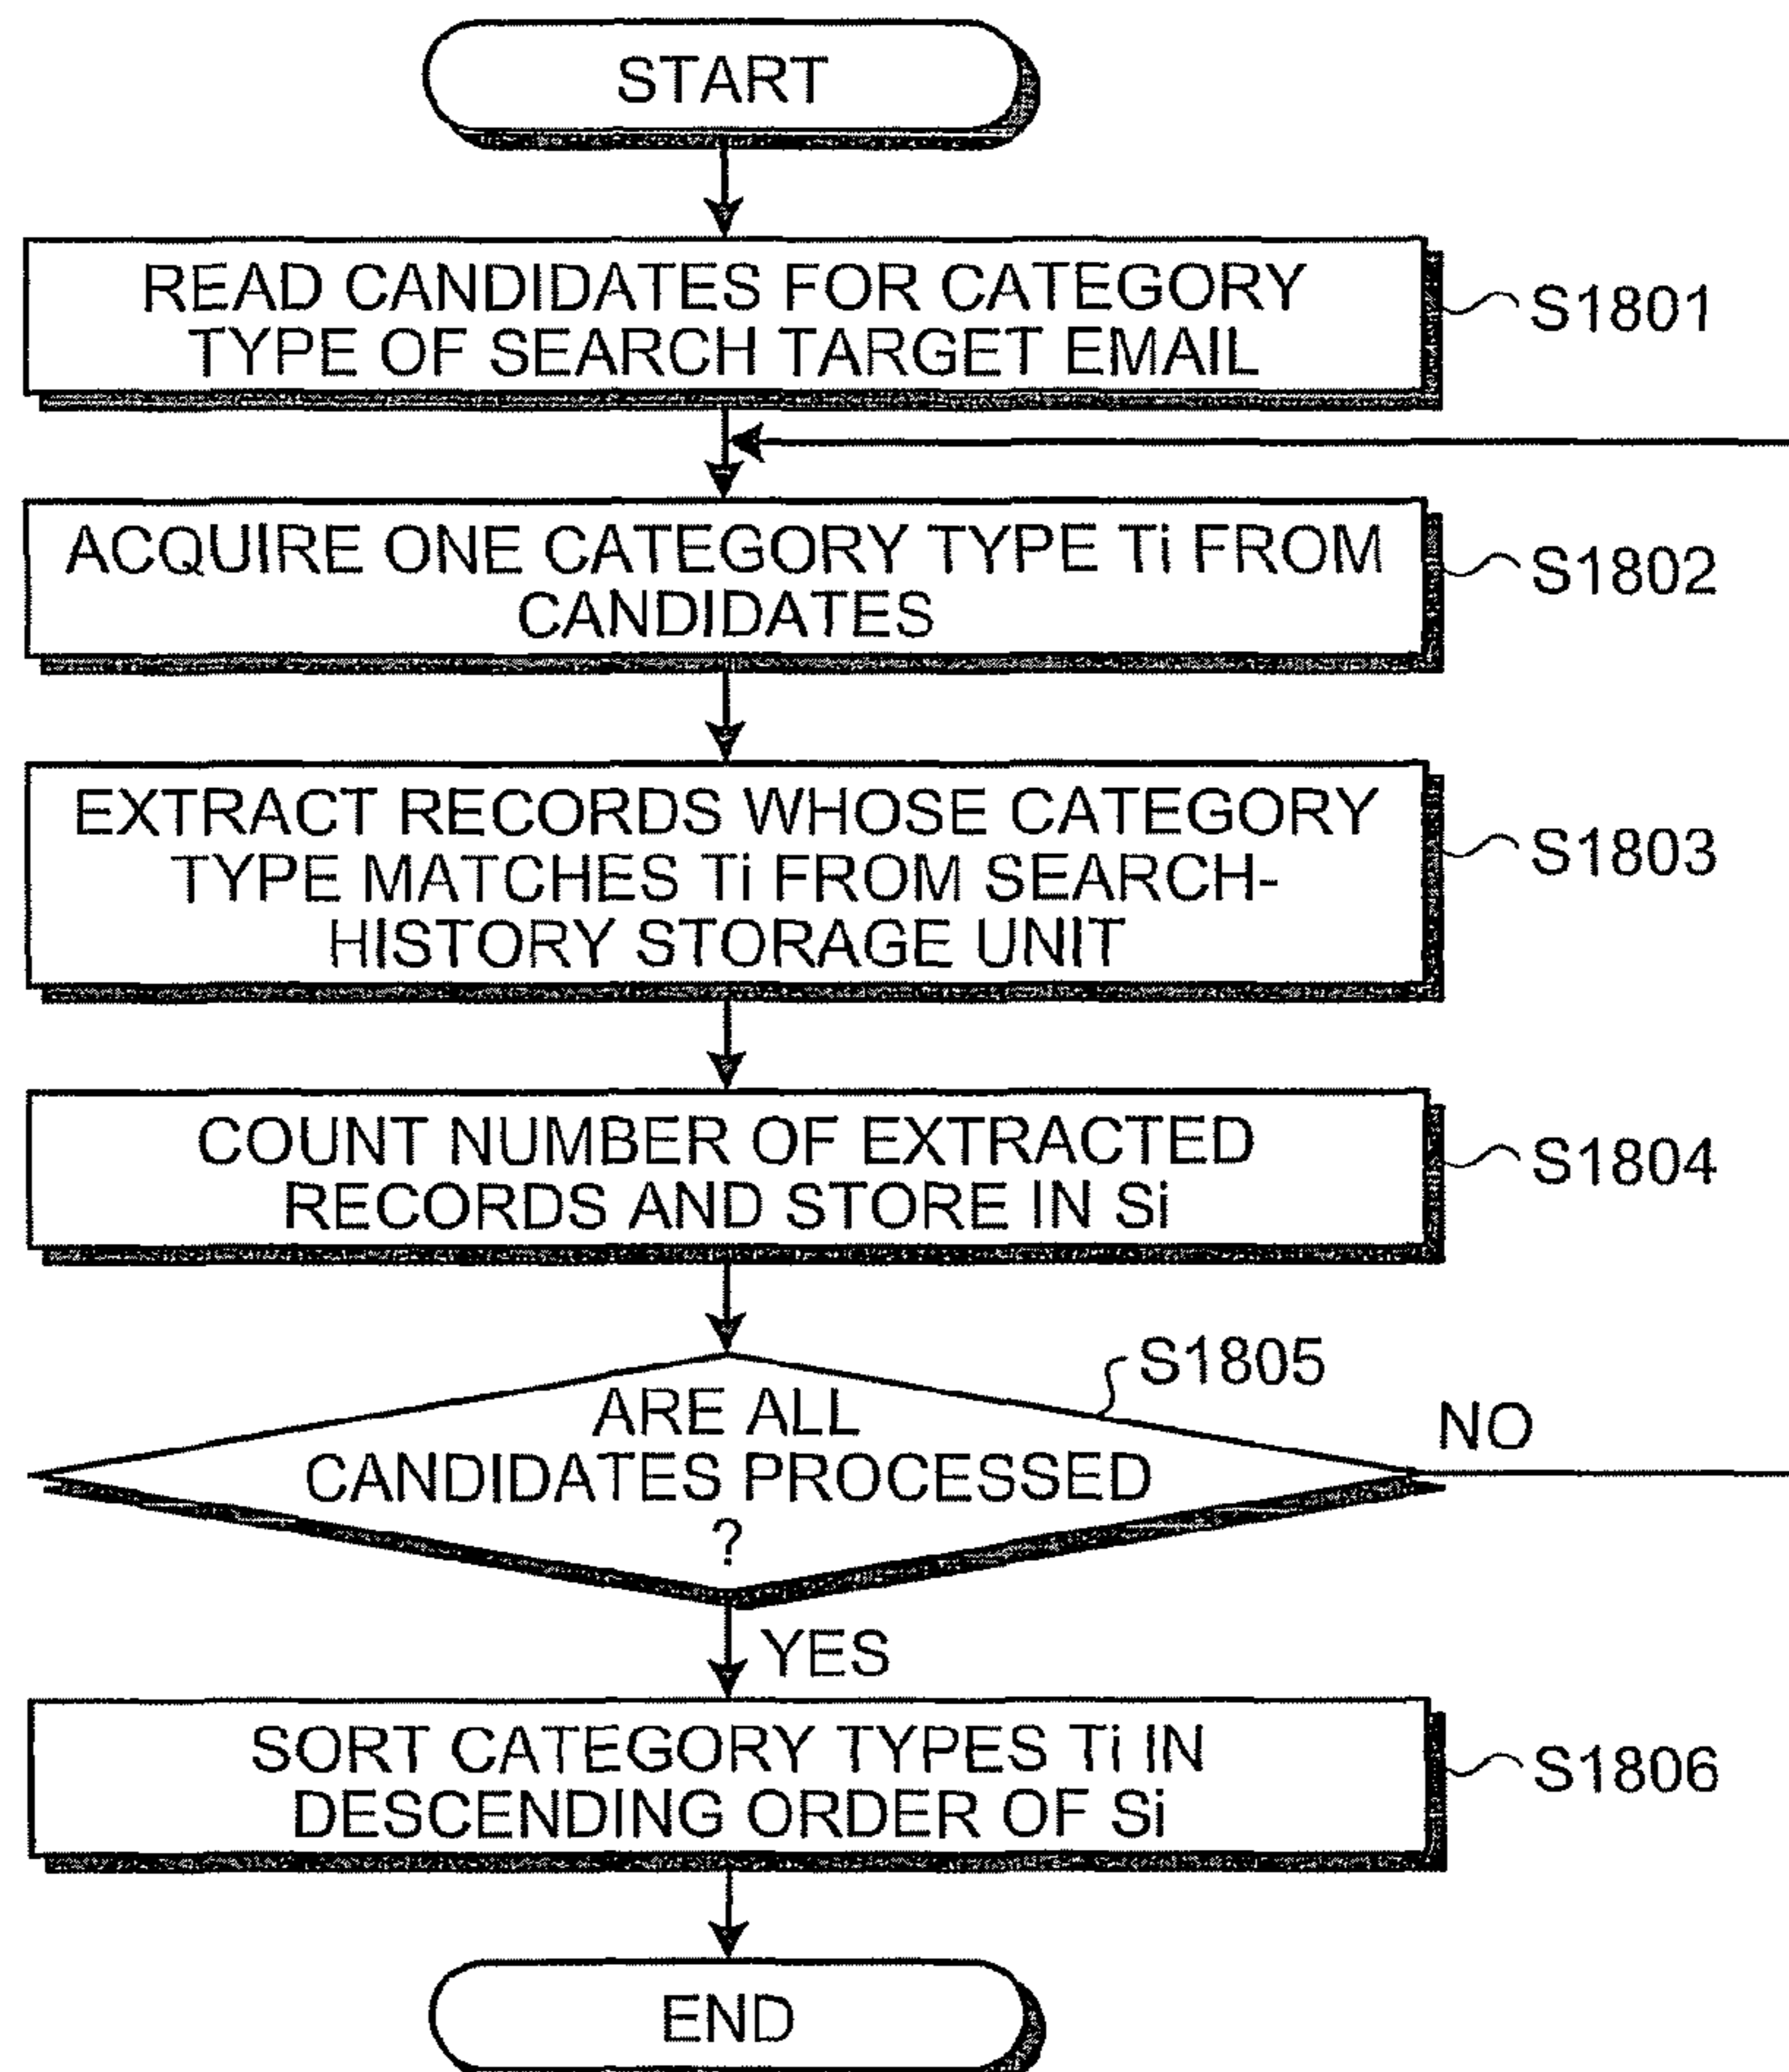 START
READ CANDIDATES FOR CATEGORY
TYPE OF SEARCH TARGET EMAIL
S1801
ACQUIRE ONE CATEGORY TYPE Ti FROM
CANDIDATES
S1802
EXTRACT RECORDS WHOSE CATEGORY
TYPE MATCHES Ti FROM SEARCH-
HISTORY STORAGE UNIT
S1803
COUNT NUMBER OF EXTRACTED
RECORDS AND STORE IN Si
S1804
S1805
ARE ALL
CANDIDATES PROCESSED
?
NO
YES
SORT CATEGORY TYPES Ti IN
DESCENDING ORDER OF Si
S1806
END